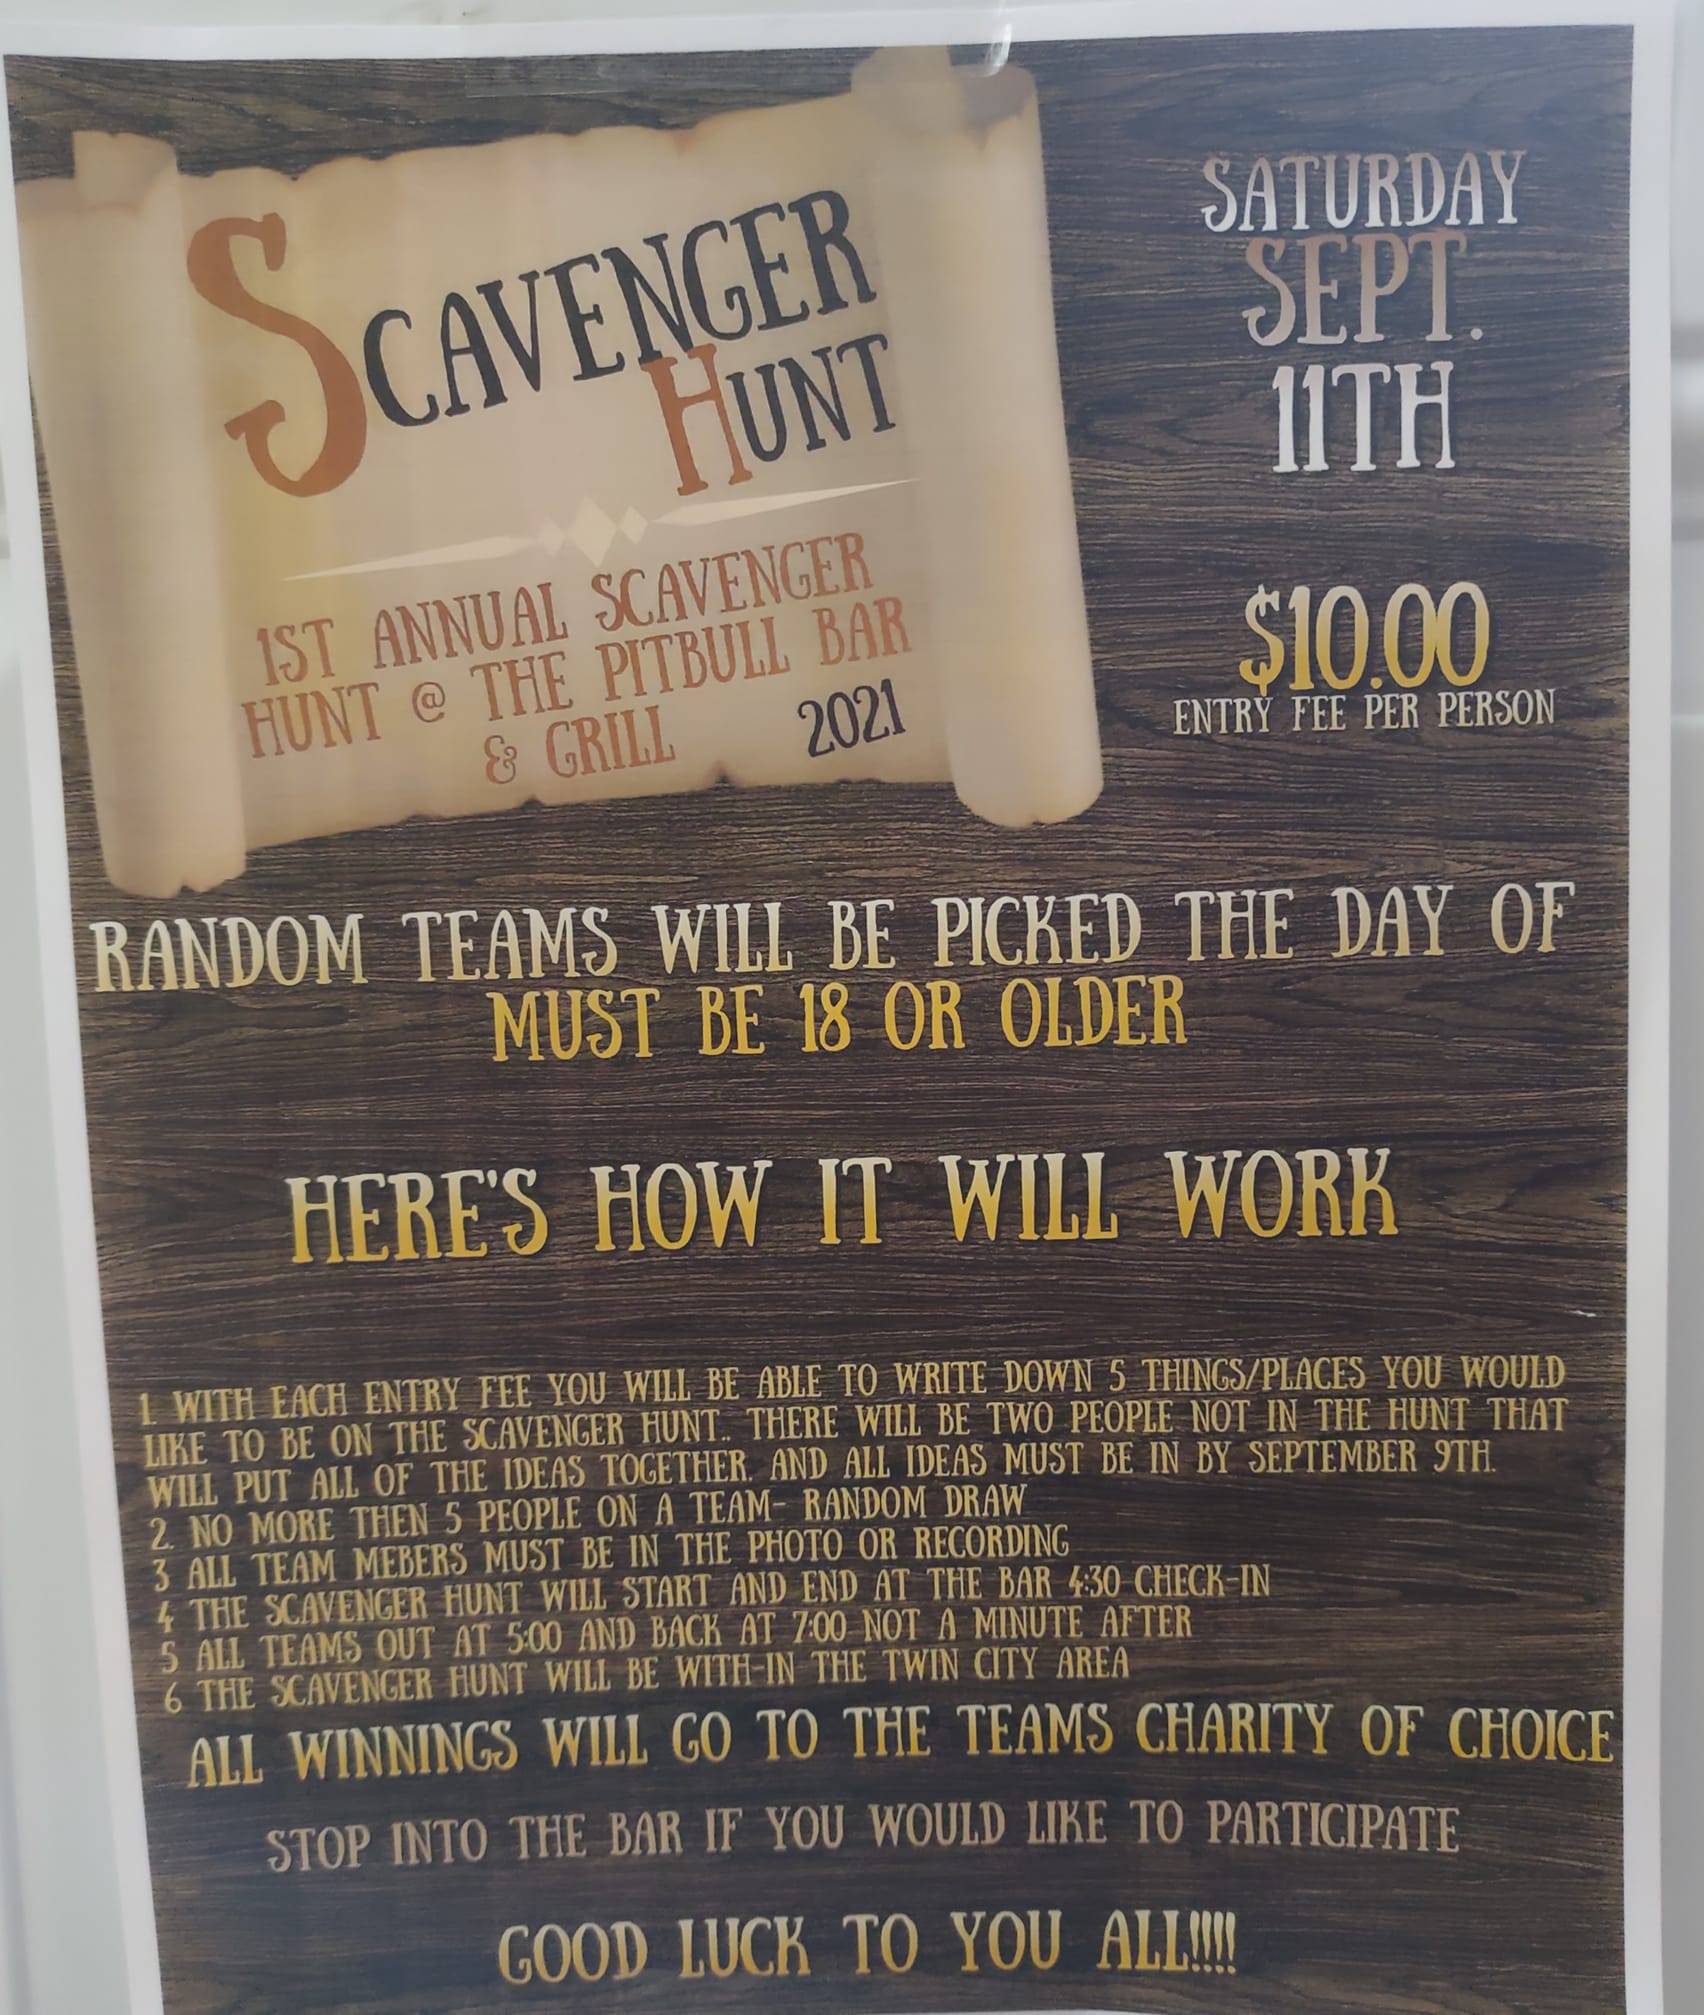 SCAVENGER
HUNT
1ST ANNUAL SCAVENGER
HUNT @ THE PITBULL BAR
& GRILL 2021
SATURDAY
SEPT.
11TH
$10.00
ENTRY FEE PER PERSON
RANDOM TEAMS WILL BE PICKED THE DAY OF
MUST BE 18 OR OLDER
HERE'S HOW IT WILL WORK
1. WITH EACH ENTRY FEE YOU WILL BE ABLE TO WRITE DOWN 5 THINGS/PLACES YOU WOULD
LIKE TO BE ON THE SCAVENGER HUNT.. THERE WILL BE TWO PEOPLE NOT IN THE HUNT THAT
WILL PUT ALL OF THE IDEAS TOGETHER. AND ALL IDEAS MUST BE IN BY SEPTEMBER 9TH.
2. NO MORE THEN 5 PEOPLE ON A TEAM- RANDOM DRAW
3 ALL TEAM MEBERS MUST BE IN THE PHOTO OR RECORDING
4 THE SCAVENGER HUNT WILL START AND END AT THE BAR 4:30 CHECK-IN
5 ALL TEAMS OUT AT 5:00 AND BACK AT 7:00 NOT A MINUTE AFTER
6 THE SCAVENGER HUNT WILL BE WITH-IN THE TWIN CITY AREA
ALL WINNINGS WILL GO TO THE TEAMS CHARITY OF CHOICE
STOP INTO THE BAR IF YOU WOULD LIKE TO PARTICIPATE
GOOD LUCK TO YOU ALL!!!!